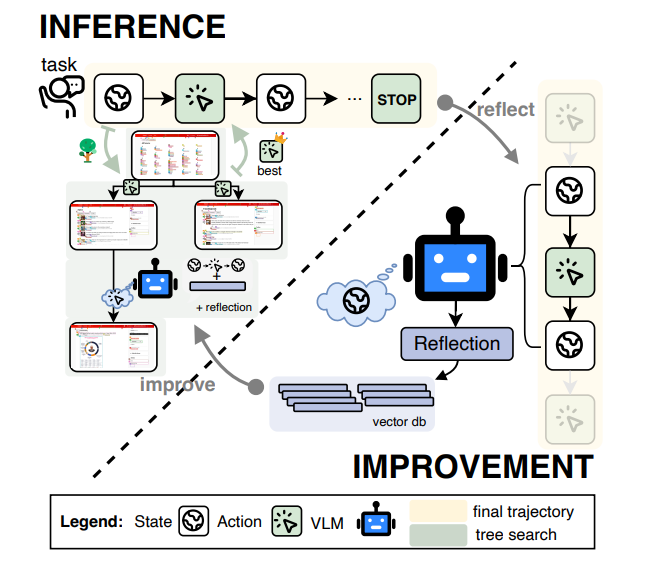 INFERENCE
task
... STOP
reflect
best
+
+ reflection
Reflection
improve
vector db
IMPROVEMENT
Legend: State Action VLM final trajectory
tree search